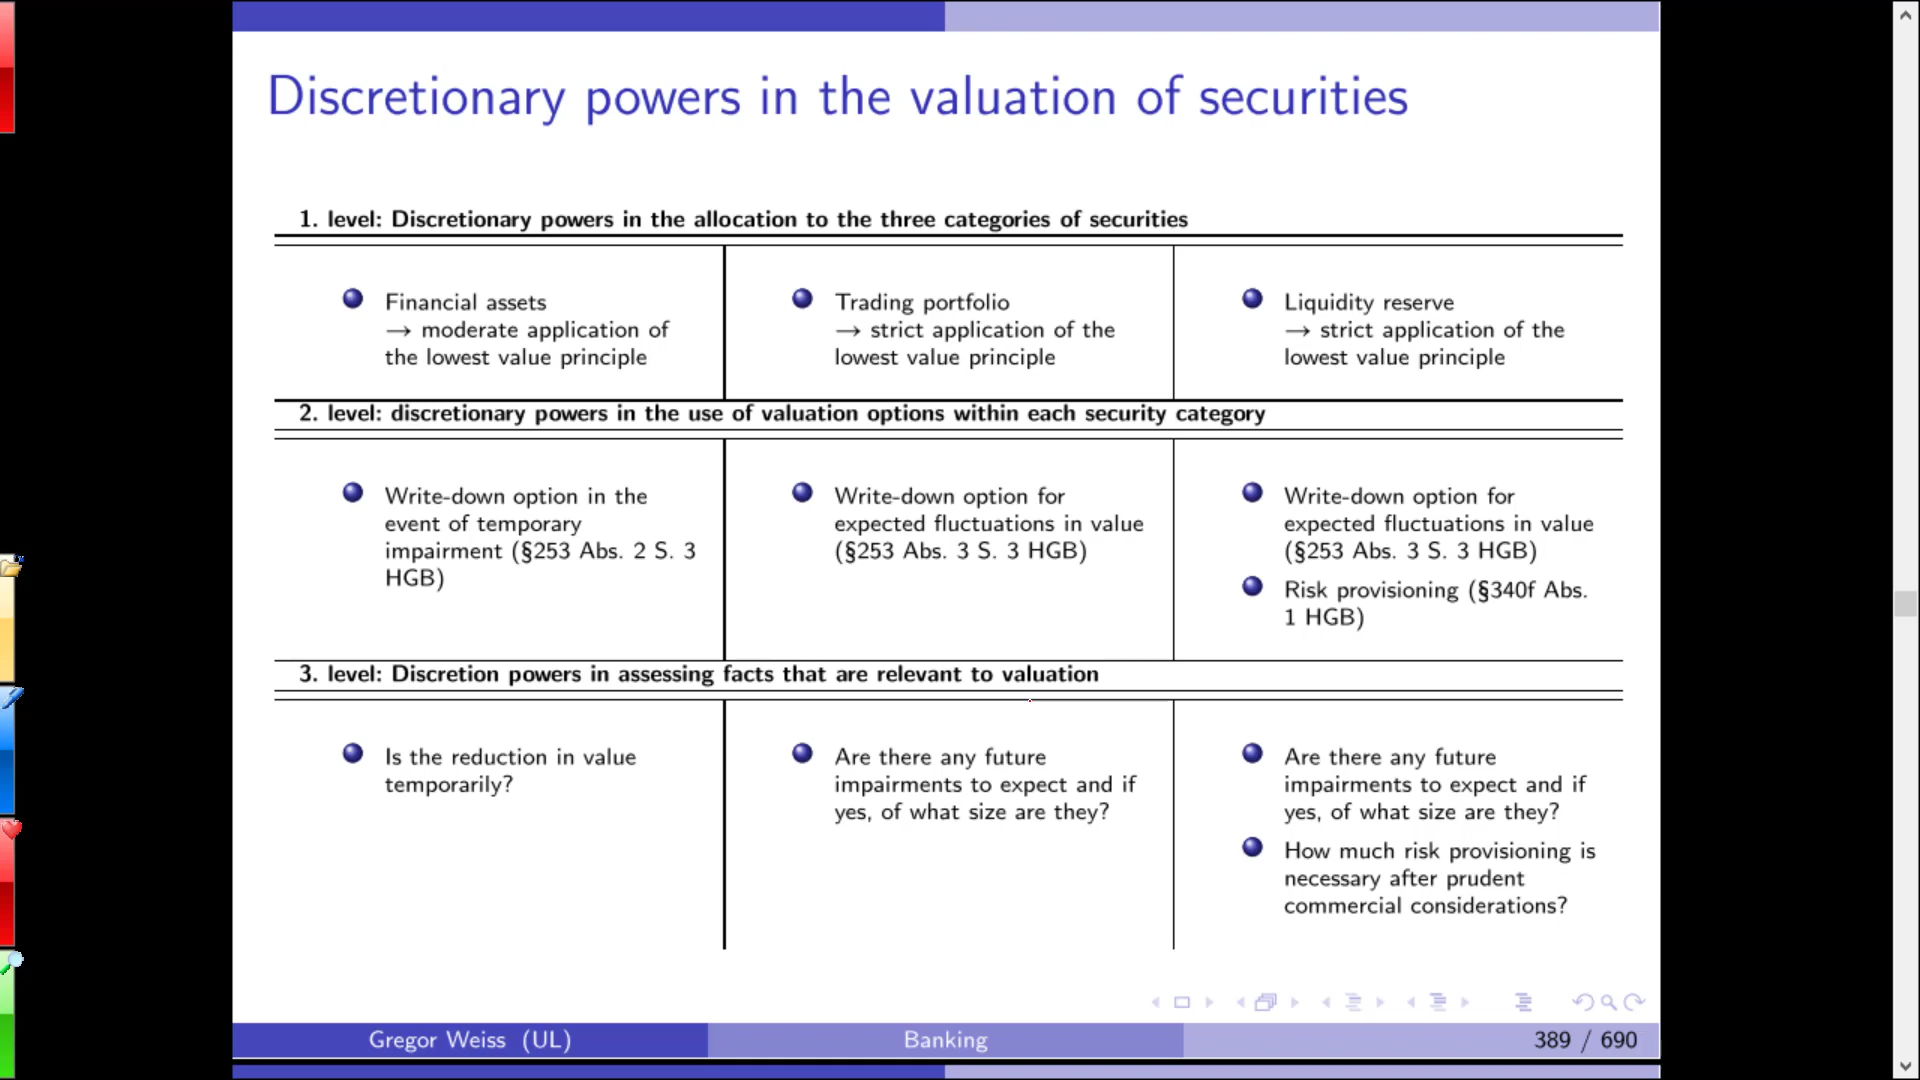 Discretionary powers in the valuation of securities
1. level: Discretionary powers in the allocation to the three categories of securities
Financial assets
→ moderate application of
the lowest value principle
Trading portfolio
→ strict application of the
lowest value principle
Liquidity reserve
→ strict application of the
lowest value principle
2. level: discretionary powers in the use of valuation options within each security category
Write-down option in the
event of temporary
impairment (§253 Abs. 2 S. 3
HGB)
Write-down option for
expected fluctuations in value
(§253 Abs. 3 S. 3 HGB)
Write-down option for
expected fluctuations in value
(§253 Abs. 3 S. 3 HGB)
Risk provisioning (§340f Abs.
1 HGB)
3. level: Discretion powers in assessing facts that are relevant to valuation
Is the reduction in value
temporarily?
Are there any future
impairments to expect and if
yes, of what size are they?
Are there any future
impairments to expect and if
yes, of what size are they?
How much risk provisioning is
necessary after prudent
commercial considerations?
Gregor Weiss (UL)
Banking
389 / 690